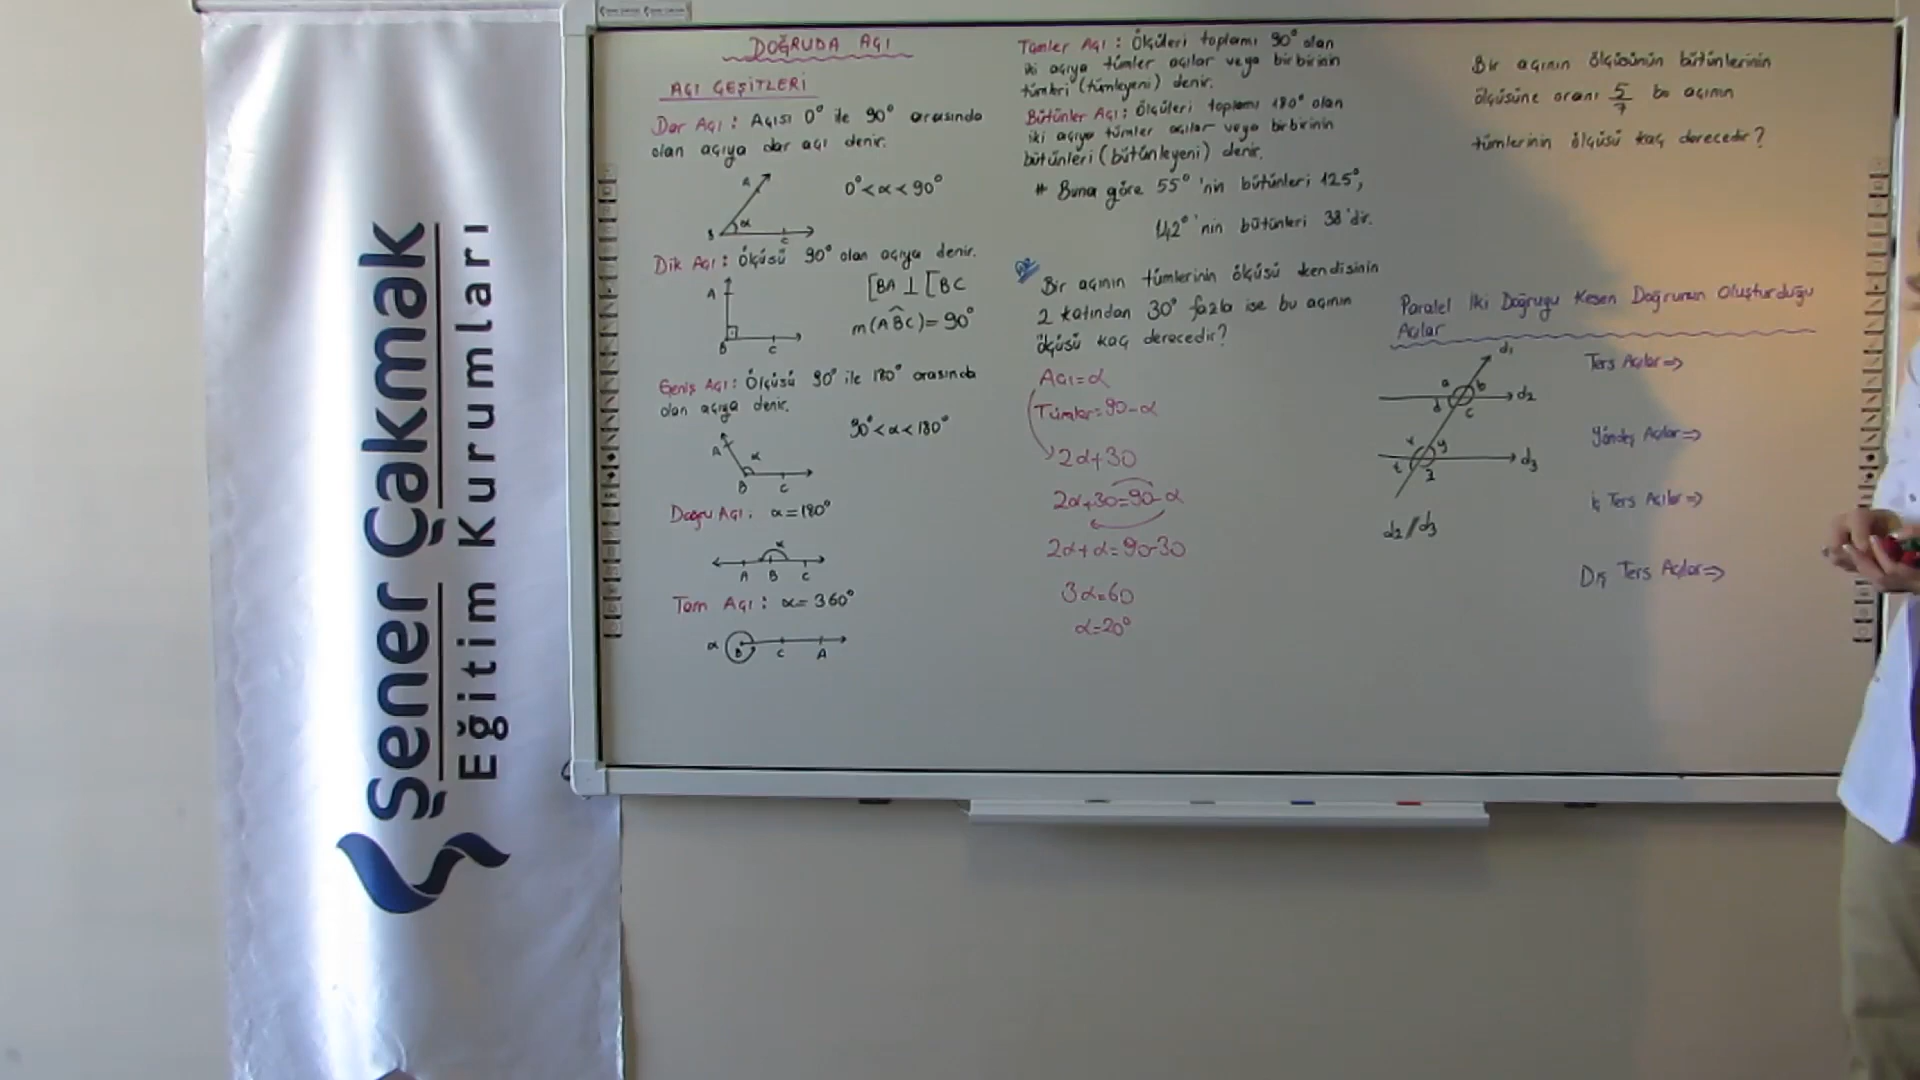 Şener Çakmak
Eğitim Kurumları
DOĞRUDA AÇI
AÇI ÇEŞİTLERİ
Dar Açı : Açısı 0° ile 90° arasında
olan açıya dar açı denir.
A
0° < α < 90°
α
B
C
Dik Açı : Ölçüsü 90° olan açıya denir.
A
[BA ⊥ [BC
m(ABC) = 90°
B
C
Geniş Açı : Ölçüsü 90° ile 180° arasında
olan açıya denir.
90° < α < 180°
A
α
B
C
Doğru Açı : α = 180°
α
A B C
Tam Açı : α = 360°
α B C A
Tümler Açı : Ölçüleri toplamı 90° olan
iki açıya tümler açılar veya birbirinin
tümleri (tümleyeni) denir.
Bütünler Açı : Ölçüleri toplamı 180° olan
iki açıya tümler açılar veya birbirinin
bütünleri (bütünleyeni) denir.
# Buna göre 55° 'nin bütünleri 125°,
142° 'nin bütünleri 38'dir.
Bir açının tümlerinin ölçüsü kendisinin
2 katından 30° fazla ise bu açının
ölçüsü kaç derecedir?
Açı = α
Tümler = 90 - α
2α + 30
2α + 30 = 90 - α
2α + α = 90 - 30
3α = 60
α = 20°
Bir açının ölçüsünün bütünlerinin
ölçüsüne oranı 5/7 bu açının
tümlerinin ölçüsü kaç derecedir?
Paralel İki Doğruyu Kesen Doğrunun Oluşturduğu
Açılar
d1
Ters Açılar ⇒
a b
d2
d c
Yöndeş Açılar ⇒
x y
d3
t z
İç Ters Açılar ⇒
d2 // d3
Dış Ters Açılar ⇒